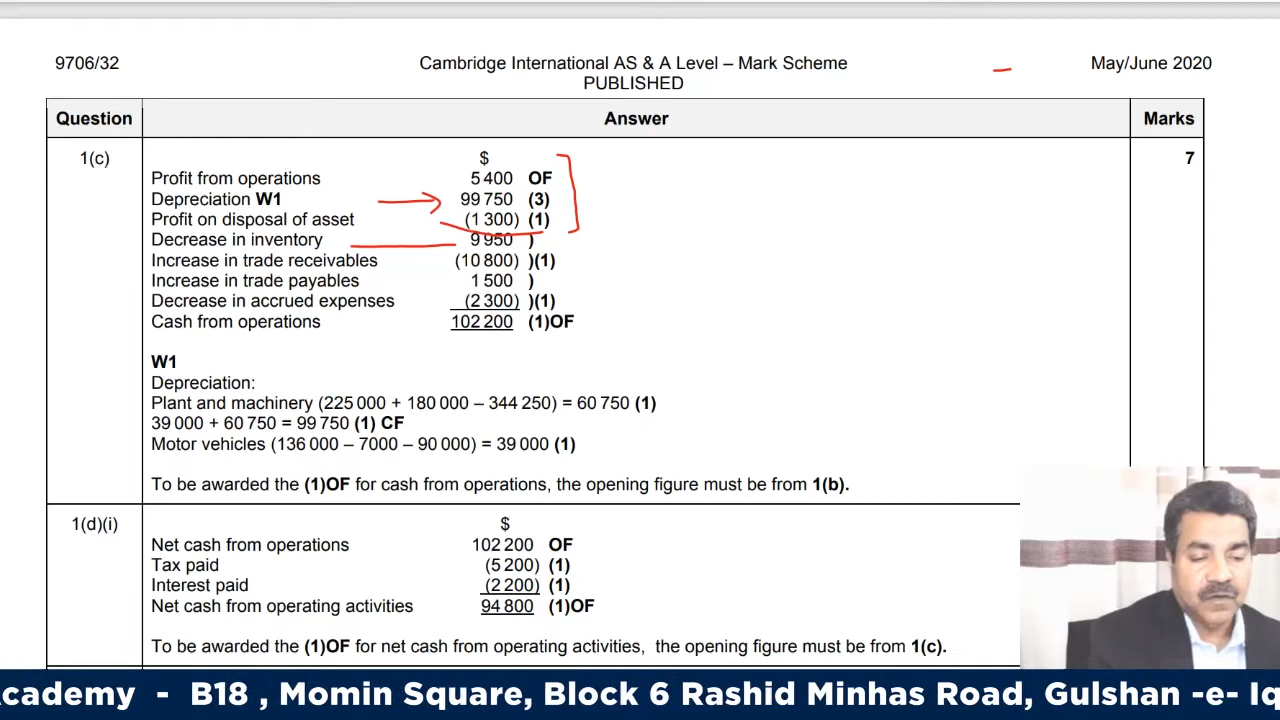 9706/32 Cambridge International AS & A Level – Mark Scheme May/June 2020
PUBLISHED
Question Answer Marks
1(c) $ 7
Profit from operations 5 400 OF
Depreciation W1 99 750 (3)
Profit on disposal of asset (1 300) (1)
Decrease in inventory 9 950 )
Increase in trade receivables (10 800) )(1)
Increase in trade payables 1 500 )
Decrease in accrued expenses (2 300) )(1)
Cash from operations 102 200 (1)OF
W1
Depreciation:
Plant and machinery (225 000 + 180 000 – 344 250) = 60 750 (1)
39 000 + 60 750 = 99 750 (1) CF
Motor vehicles (136 000 – 7000 – 90 000) = 39 000 (1)
To be awarded the (1)OF for cash from operations, the opening figure must be from 1(b).
1(d)(i) $
Net cash from operations 102 200 OF
Tax paid (5 200) (1)
Interest paid (2 200) (1)
Net cash from operating activities 94 800 (1)OF
To be awarded the (1)OF for net cash from operating activities, the opening figure must be from 1(c).
cademy - B18 , Momin Square, Block 6 Rashid Minhas Road, Gulshan -e- Iq